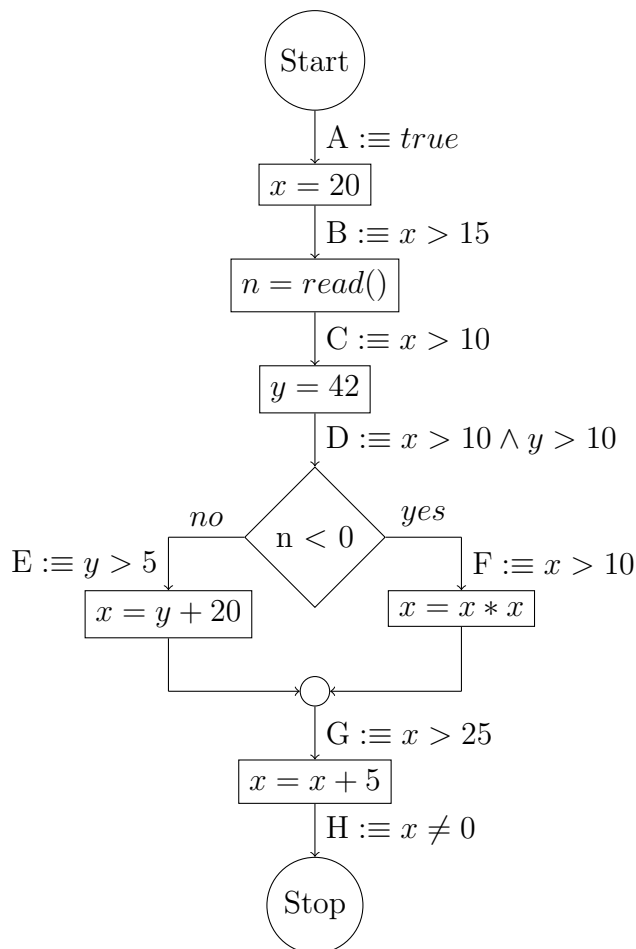 Start
A :≡ true
x = 20
B :≡ x > 15
n = read()
C :≡ x > 10
y = 42
D :≡ x > 10 ∧ y > 10
no
yes
n < 0
E :≡ y > 5
F :≡ x > 10
x = y + 20
x = x ∗ x
G :≡ x > 25
x = x + 5
H :≡ x ≠ 0
Stop